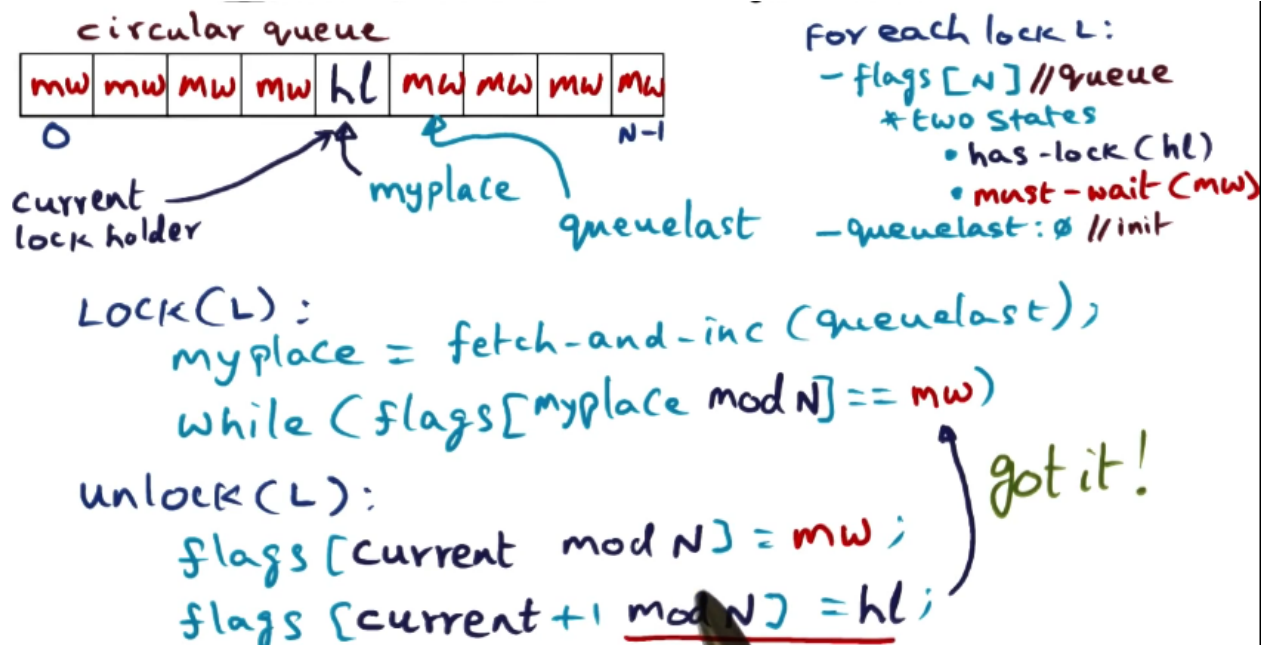 circular queue
mw mw mw mw hl mw mw mw mw
0 N-1
current
lock holder
myplace
queuelast
for each lock L:
- flags [N] //queue
* two states
• has-lock (hl)
• must-wait (mw)
- queuelast: 0 //init
LOCK(L):
myplace = fetch-and-inc (queuelast);
while (flags[myplace mod N] == mw)
unlock(L):
flags [current mod N] = mw;
flags [current +1 mod N] = hl;
got it!